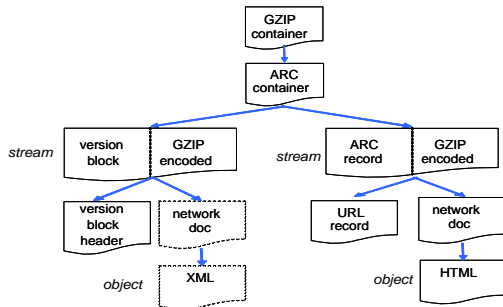 GZIP
container
ARC
container
stream
version
block
GZIP
encoded
stream
ARC
record
GZIP
encoded
version
block
header
network
doc
URL
record
network
doc
object
XML
object
HTML